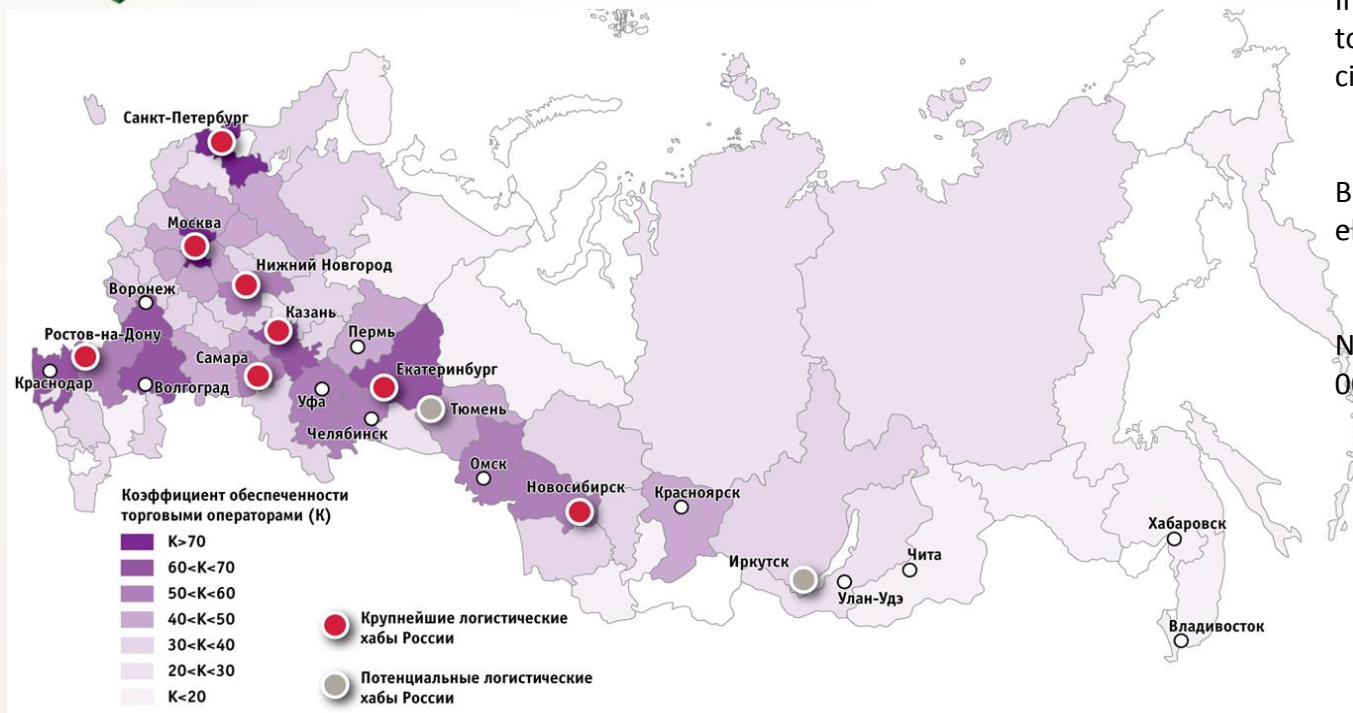 Санкт-Петербург
Москва
Нижний Новгород
Воронеж
Казань
Ростов-на-Дону
Пермь
Самара
Екатеринбург
Краснодар
Волгоград
Уфа
Тюмень
Челябинск
Омск
Новосибирск
Красноярск
Хабаровск
Иркутск
Чита
Улан-Удэ
Владивосток
Коэффициент обеспеченности
торговыми операторами (К)
К>70
60<К<70
50<К<60
40<К<50
30<К<40
20<К<30
К<20
Крупнейшие логистические
хабы России
Потенциальные логистические
хабы России